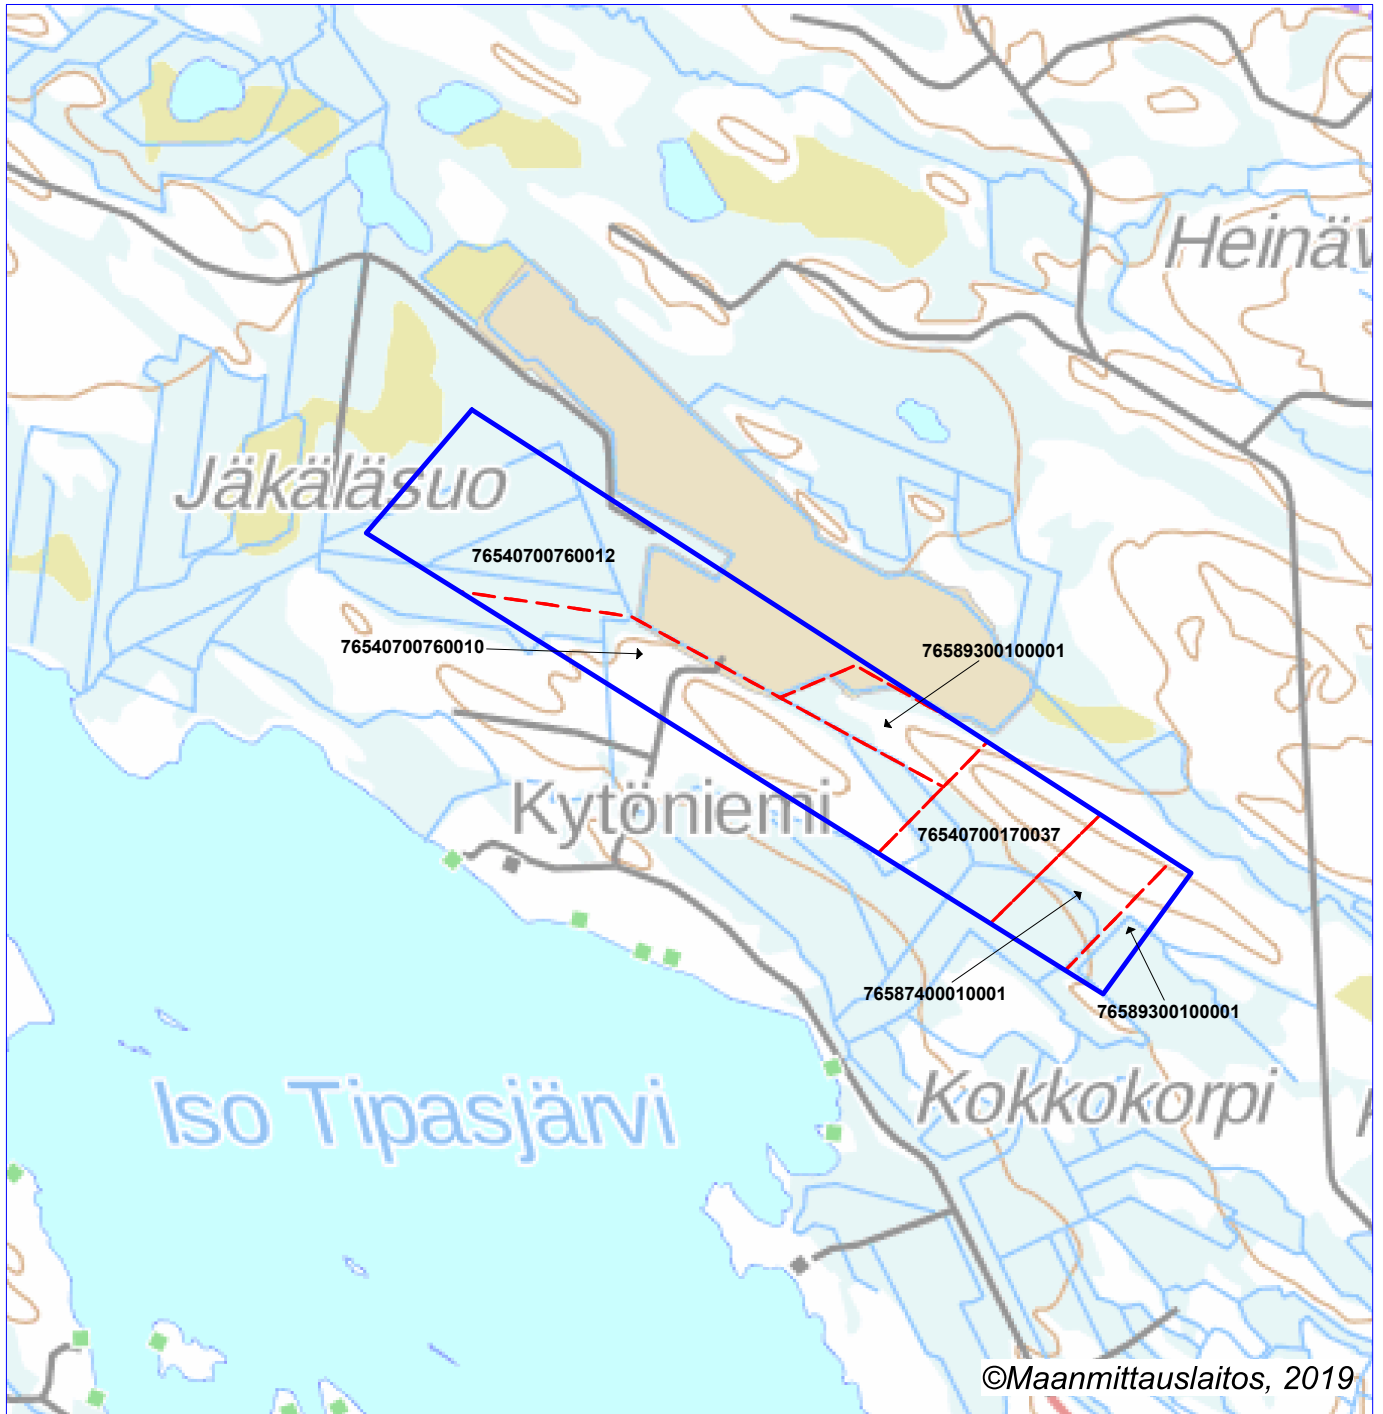 Heinäv
Jäkäläsuo
76540700760012
76540700760010
76589300100001
Kytöniemi
76540700170037
76587400010001
76589300100001
Iso Tipasjärvi
Kokkokorpi
©Maanmittauslaitos, 2019